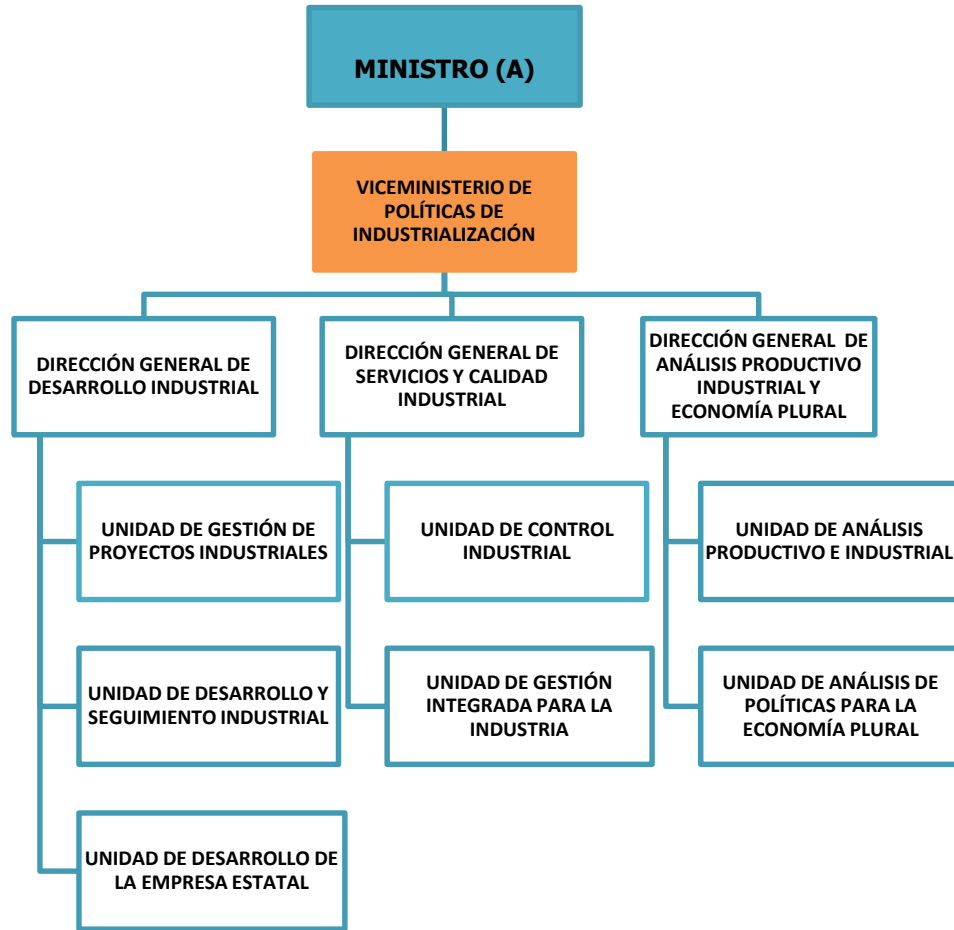 MINISTRO (A)
VICEMINISTERIO DE
POLÍTICAS DE
INDUSTRIALIZACIÓN
DIRECCIÓN GENERAL DE
DESARROLLO INDUSTRIAL
DIRECCIÓN GENERAL DE
SERVICIOS Y CALIDAD
INDUSTRIAL
DIRECCIÓN GENERAL DE
ANÁLISIS PRODUCTIVO
INDUSTRIAL Y
ECONOMÍA PLURAL
UNIDAD DE GESTIÓN DE
PROYECTOS INDUSTRIALES
UNIDAD DE CONTROL
INDUSTRIAL
UNIDAD DE ANÁLISIS
PRODUCTIVO E INDUSTRIAL
UNIDAD DE DESARROLLO Y
SEGUIMIENTO INDUSTRIAL
UNIDAD DE GESTIÓN
INTEGRADA PARA LA
INDUSTRIA
UNIDAD DE ANÁLISIS DE
POLÍTICAS PARA LA
ECONOMÍA PLURAL
UNIDAD DE DESARROLLO DE
LA EMPRESA ESTATAL